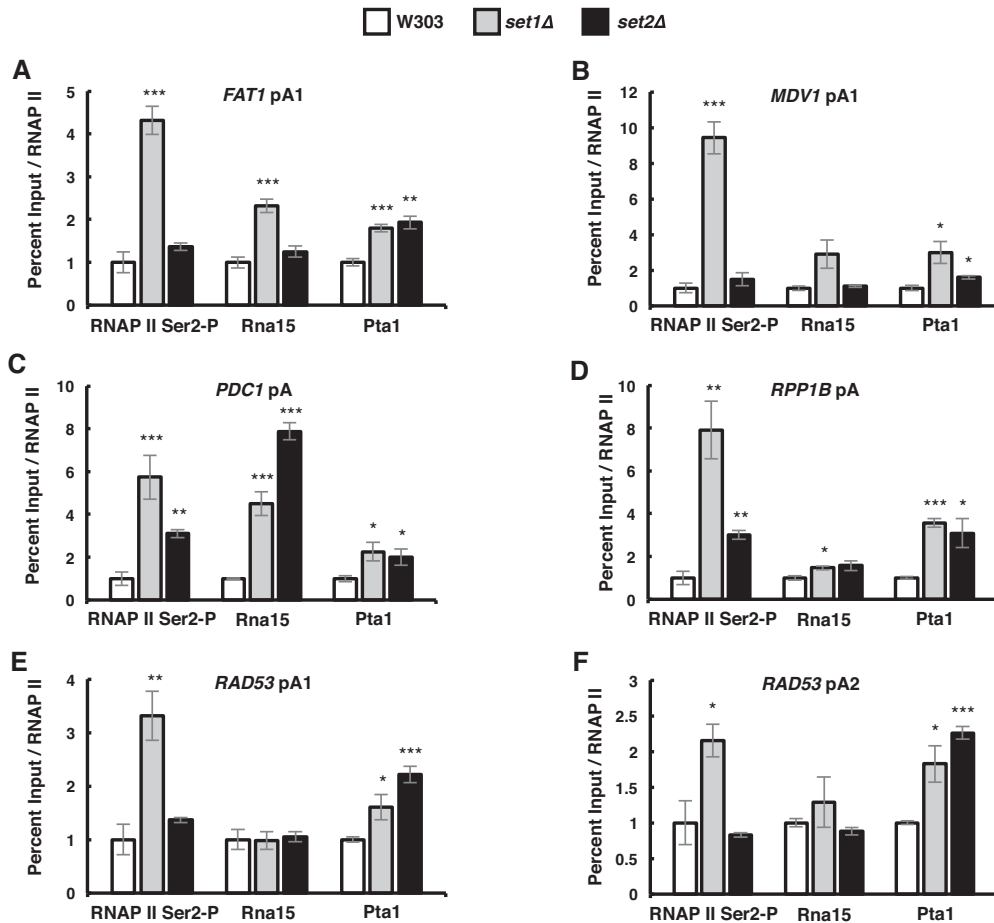 W303 set1Δ set2Δ
A
FAT1 pA1
Percent Input / RNAP II
5
4
3
2
1
0
***
***
***
**
RNAP II Ser2-P Rna15 Pta1
B
MDV1 pA1
Percent Input / RNAP II
12
10
8
6
4
2
0
***
*
*
RNAP II Ser2-P Rna15 Pta1
C
PDC1 pA
Percent Input / RNAP II
10
8
6
4
2
0
***
**
***
***
*
*
RNAP II Ser2-P Rna15 Pta1
D
RPP1B pA
Percent Input / RNAP II
10
8
6
4
2
0
**
**
*
***
*
RNAP II Ser2-P Rna15 Pta1
E
RAD53 pA1
Percent Input / RNAP II
4
3
2
1
0
**
*
***
RNAP II Ser2-P Rna15 Pta1
F
RAD53 pA2
Percent Input / RNAP II
3
2.5
2
1.5
1
0.5
0
*
*
***
RNAP II Ser2-P Rna15 Pta1